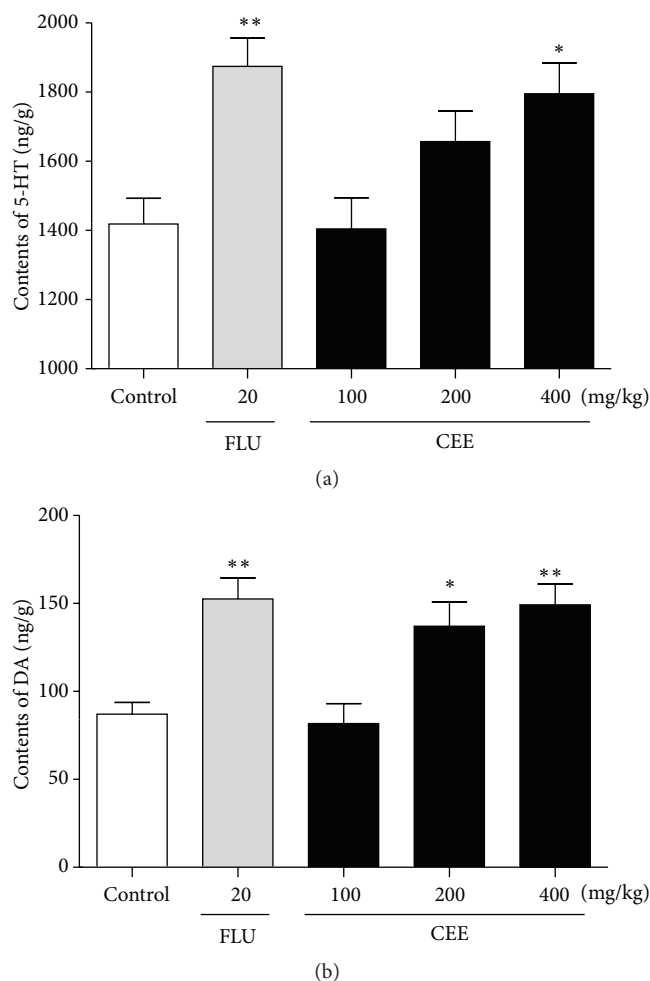 2000
**
1800
*
1600
1400
1200
1000
Contents of 5-HT (ng/g)
Control 20 100 200 400 (mg/kg)
FLU CEE
(a)
200
**
*
**
150
100
50
0
Contents of DA (ng/g)
Control 20 100 200 400 (mg/kg)
FLU CEE
(b)